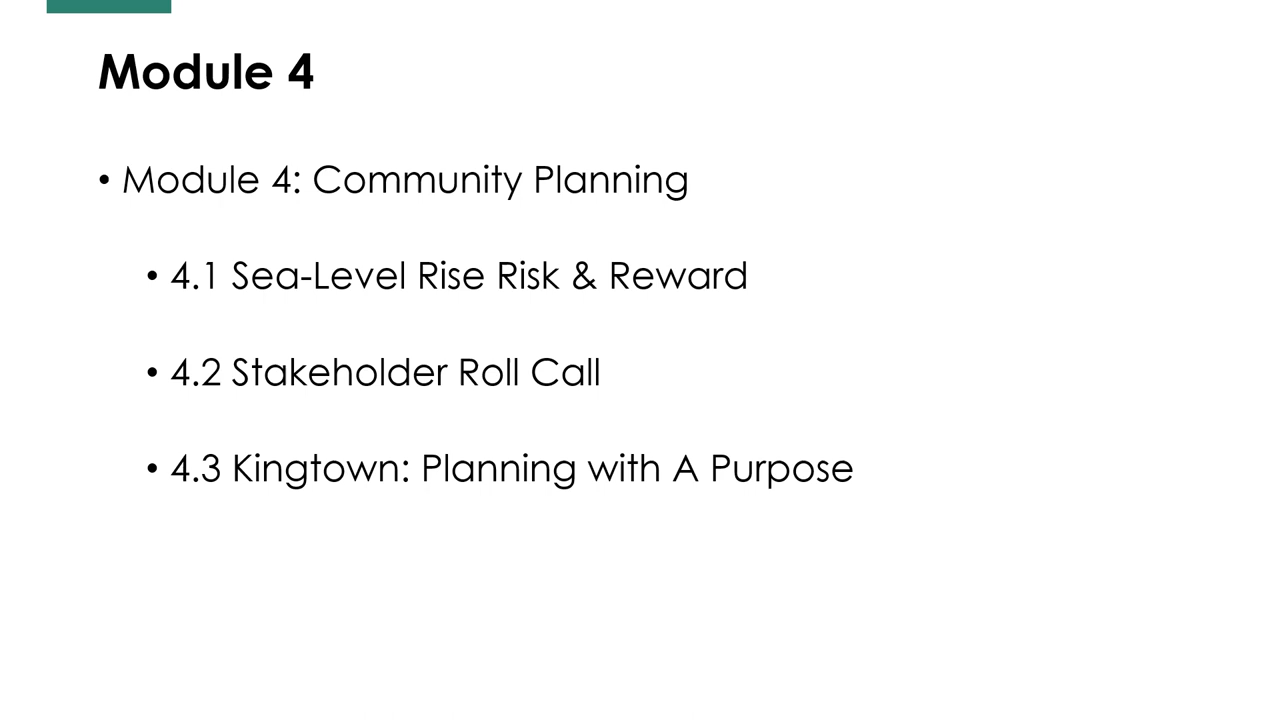 Module 4
• Module 4: Community Planning
• 4.1 Sea-Level Rise Risk & Reward
• 4.2 Stakeholder Roll Call
• 4.3 Kingtown: Planning with A Purpose